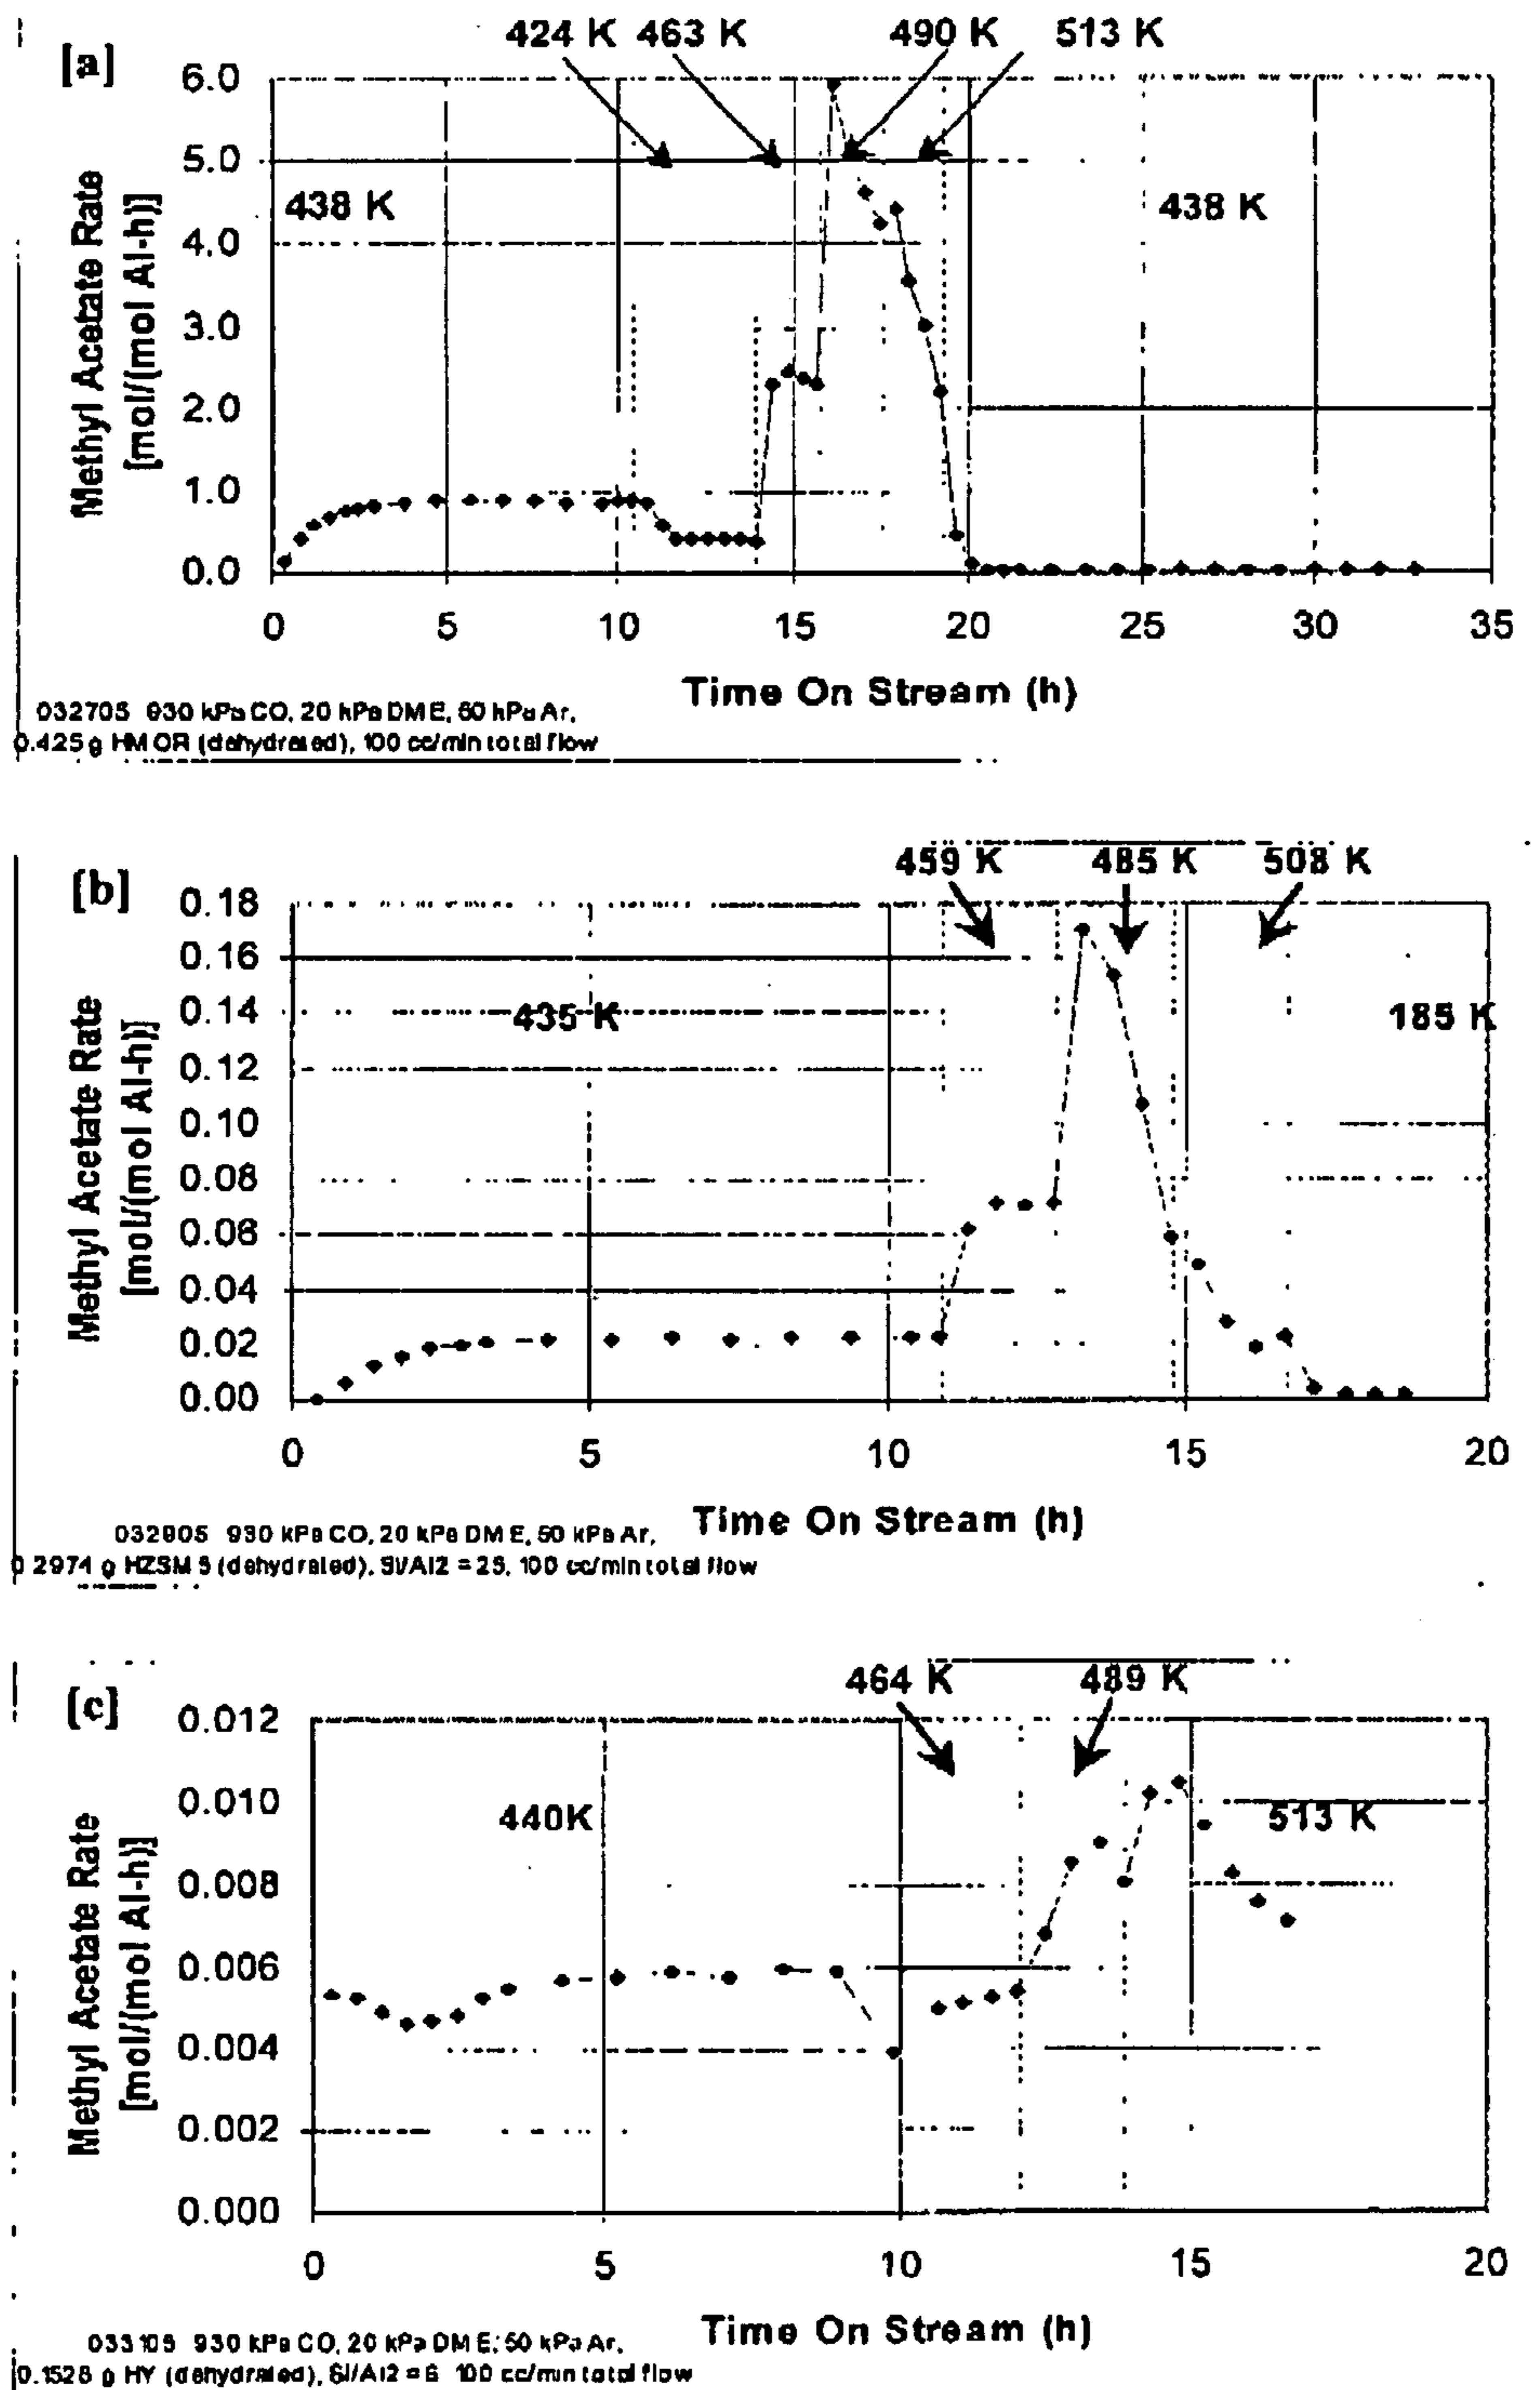 424 K 463 K 490 K 513 K
[a]
6.0
5.0
438 K 438 K
4.0
3.0
2.0
1.0
0.0
Methyl Acetate Rate
[mol/(mol Al-h)]
0 5 10 15 20 25 30 35
Time On Stream (h)
032705 930 kPa CO, 20 kPa DME, 50 kPa Ar,
0.425 g HMOR (dehydrated), 100 cc/min total flow
459 K 485 K 508 K
[b]
0.18
0.16
0.14
435 K 185 K
0.12
0.10
0.08
0.06
0.04
0.02
0.00
Methyl Acetate Rate
[mol/(mol Al-h)]
0 5 10 15 20
Time On Stream (h)
930 kPa CO, 20 kPa DME, 50 kPa Ar,
g HZSM5 (dehydrated), Si/Al2 = 25, 100 cc/min total flow
464 K 489 K
[c]
0.012
0.010
440K 513 K
0.008
0.006
0.004
0.002
0.000
Methyl Acetate Rate
[mol/(mol Al-h)]
0 5 10 15 20
Time On Stream (h)
033105 930 kPa CO, 20 kPa DME, 50 kPa Ar,
g HY (dehydrated), Si/Al2 = 6 100 cc/min total flow